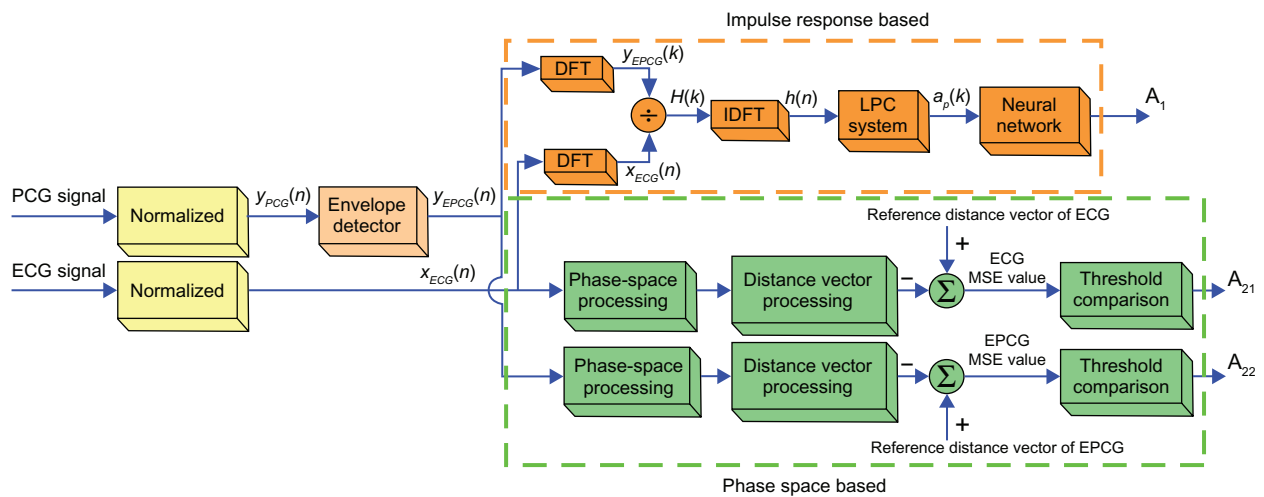 Impulse response based
DFT
y_EPCG(k)
÷
H(k)
IDFT
h(n)
LPC
system
a_p(k)
Neural
network
A_1
DFT
x_ECG(n)
PCG signal
Normalized
y_PCG(n)
Envelope
detector
y_EPCG(n)
ECG signal
Normalized
x_ECG(n)
Reference distance vector of ECG
+
Phase-space
processing
Distance vector
processing
−
Σ
ECG
MSE value
Threshold
comparison
A_21
Phase-space
processing
Distance vector
processing
−
Σ
EPCG
MSE value
Threshold
comparison
A_22
+
Reference distance vector of EPCG
Phase space based